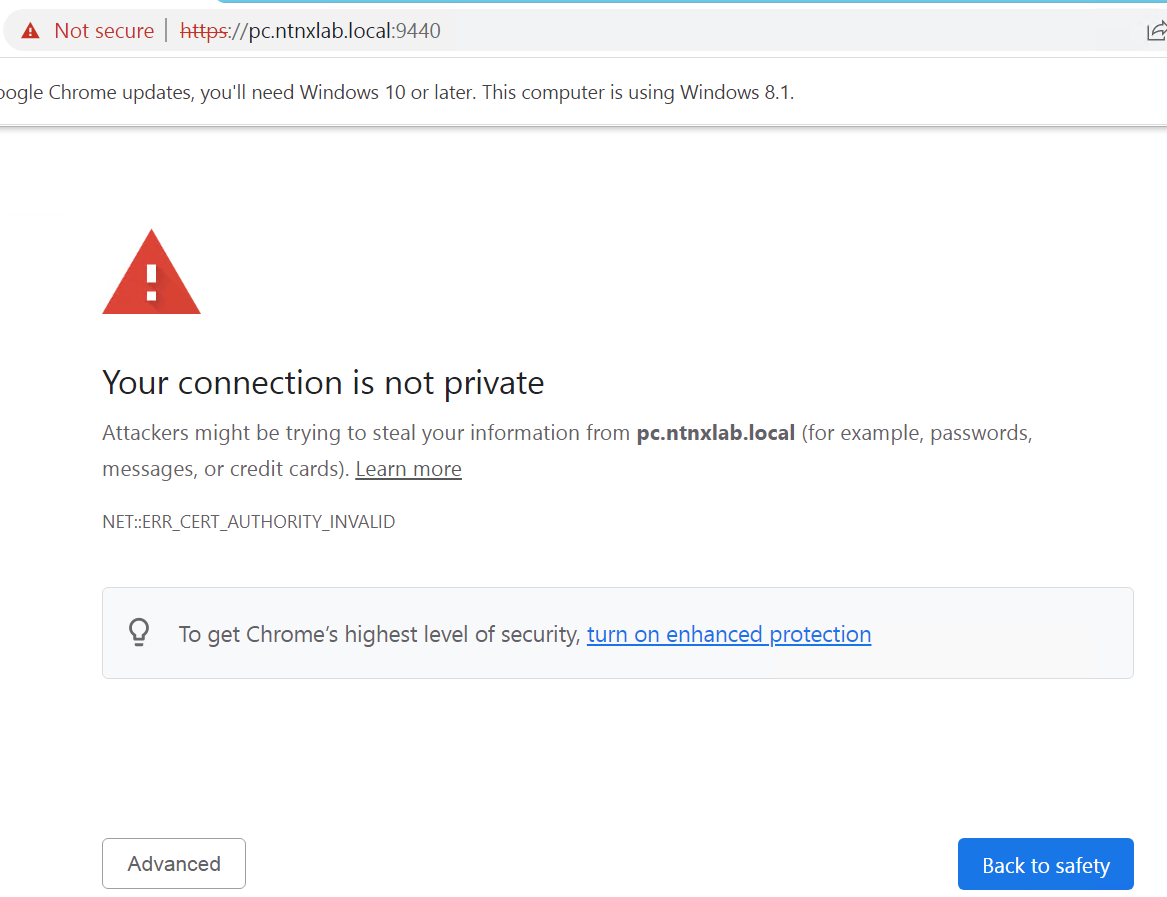 Not secure | https://pc.ntnxlab.local:9440
oogle Chrome updates, you'll need Windows 10 or later. This computer is using Windows 8.1.
Your connection is not private
Attackers might be trying to steal your information from pc.ntnxlab.local (for example, passwords,
messages, or credit cards). Learn more
NET::ERR_CERT_AUTHORITY_INVALID
To get Chrome’s highest level of security, turn on enhanced protection
Advanced
Back to safety